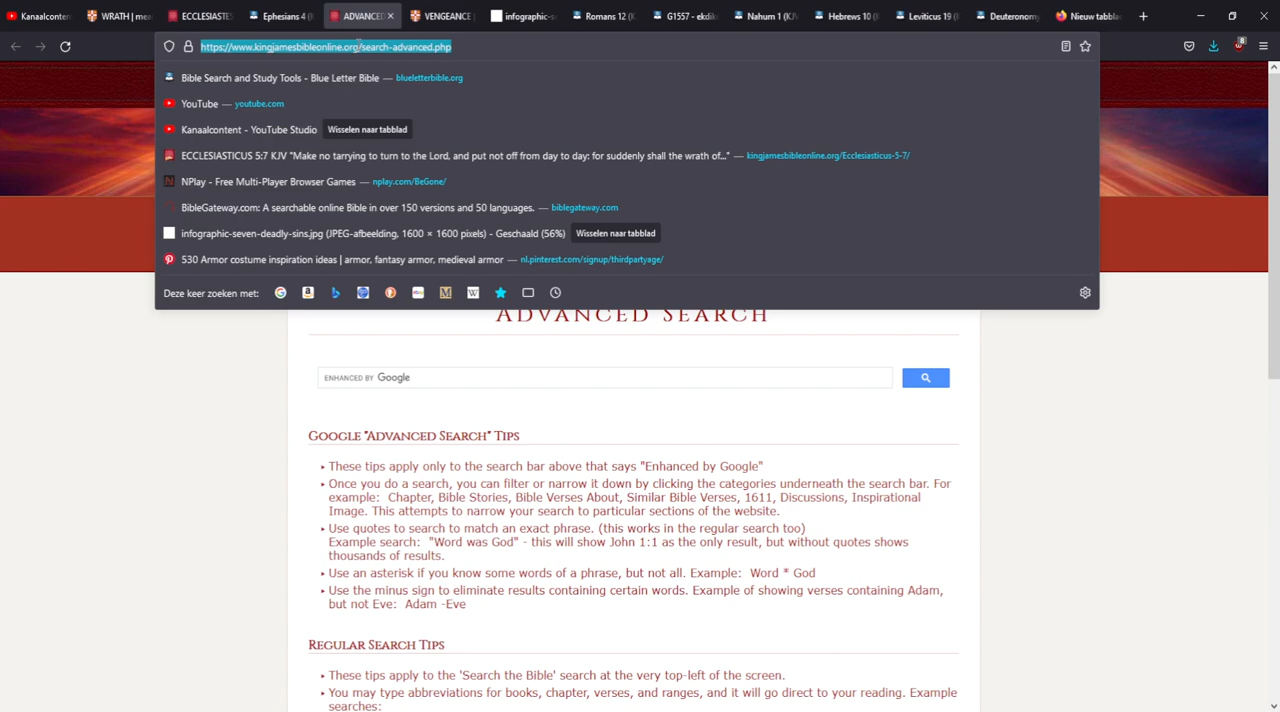 Kanaalconten
WRATH | mea
ECCLESIASTES
Ephesians 4 (
ADVANCED
VENGEANCE |
infographic-s
Romans 12 (K
G1557 - ekdik
Nahum 1 (KJ
Hebrews 10 (
Leviticus 19 (
Deuteronomy
Nieuw tabblad
https://www.kingjamesbibleonline.org/search-advanced.php
8
Bible Search and Study Tools - Blue Letter Bible — blueletterbible.org
YouTube — youtube.com
Kanaalcontent - YouTube Studio Wisselen naar tabblad
ECCLESIASTICUS 5:7 KJV "Make no tarrying to turn to the Lord, and put not off from day to day: for suddenly shall the wrath of..." — kingjamesbibleonline.org/Ecclesiasticus-5-7/
NPlay - Free Multi-Player Browser Games — nplay.com/BeGone/
BibleGateway.com: A searchable online Bible in over 150 versions and 50 languages. — biblegateway.com
infographic-seven-deadly-sins.jpg (JPEG-afbeelding, 1600 × 1600 pixels) - Geschaald (56%) Wisselen naar tabblad
530 Armor costume inspiration ideas | armor, fantasy armor, medieval armor — nl.pinterest.com/signup/thirdpartyage/
Deze keer zoeken met:
ADVANCED SEARCH
ENHANCED BY Google
GOOGLE "ADVANCED SEARCH" TIPS
These tips apply only to the search bar above that says "Enhanced by Google"
Once you do a search, you can filter or narrow it down by clicking the categories underneath the search bar. For
example: Chapter, Bible Stories, Bible Verses About, Similar Bible Verses, 1611, Discussions, Inspirational
Image. This attempts to narrow your search to particular sections of the website.
Use quotes to search to match an exact phrase. (this works in the regular search too)
Example search: "Word was God" - this will show John 1:1 as the only result, but without quotes shows
thousands of results.
Use an asterisk if you know some words of a phrase, but not all. Example: Word * God
Use the minus sign to eliminate results containing certain words. Example of showing verses containing Adam,
but not Eve: Adam -Eve
REGULAR SEARCH TIPS
These tips apply to the 'Search the Bible' search at the very top-left of the screen.
You may type abbreviations for books, chapter, verses, and ranges, and it will go direct to your reading. Example
searches: